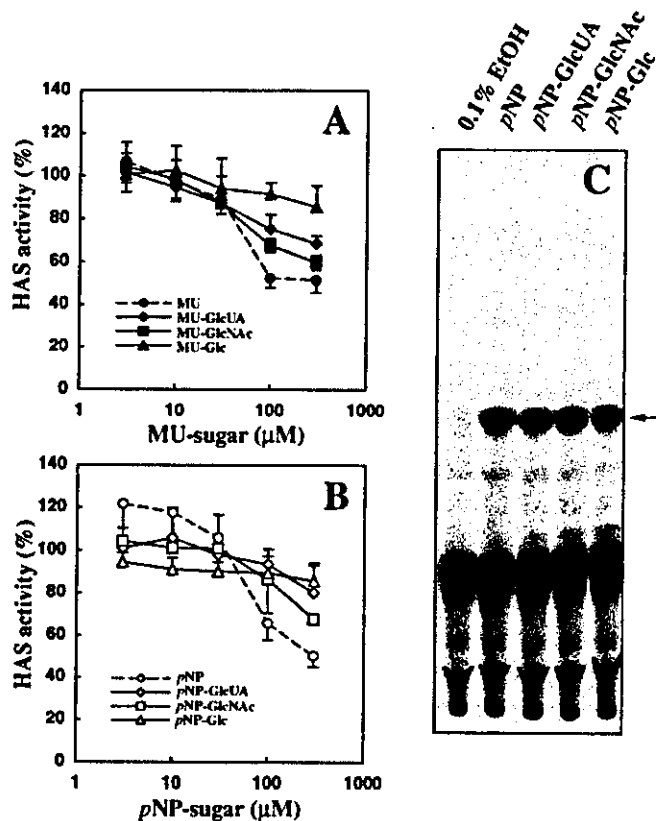 A
HAS activity (%)
140
120
100
80
60
40
20
0
MU
MU-GlcUA
MU-GlcNAc
MU-Glc
1 10 100 1000
MU-sugar (μM)
B
HAS activity (%)
140
120
100
80
60
40
20
0
pNP
pNP-GlcUA
pNP-GlcNAc
pNP-Glc
1 10 100 1000
pNP-sugar (μM)
C
0.1% EtOH
pNP
pNP-GlcUA
pNP-GlcNAc
pNP-Glc